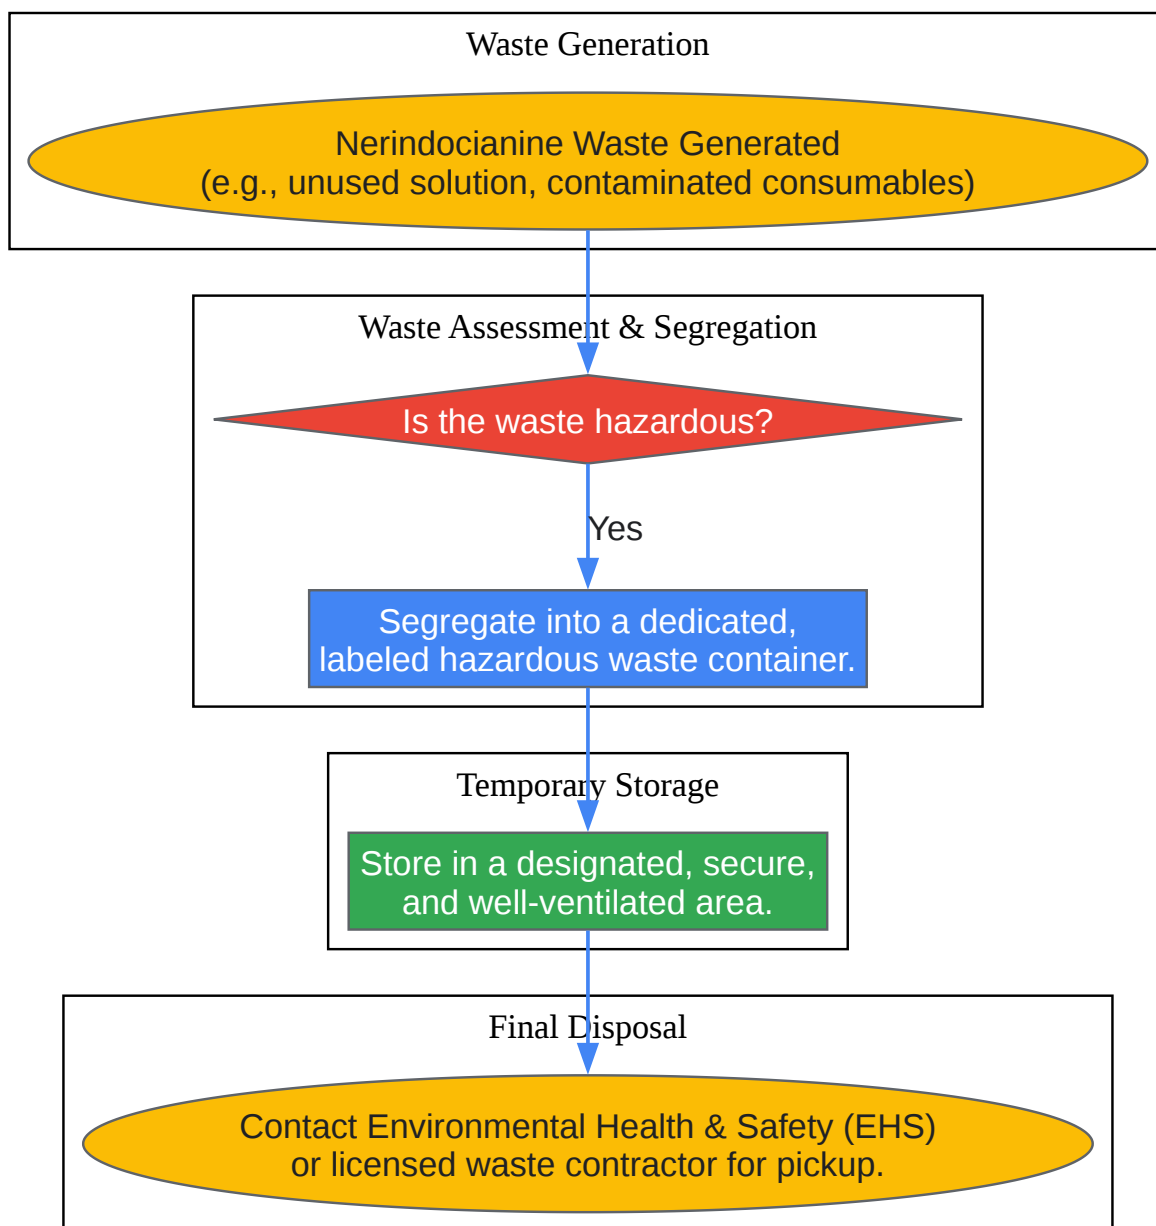 Waste Generation
Nerindocianine Waste Generated
(e.g., unused solution, contaminated consumables)
Waste Assessment & Segregation
Is the waste hazardous?
Yes
Segregate into a dedicated,
labeled hazardous waste container.
Temporary Storage
Store in a designated, secure,
and well-ventilated area.
Final Disposal
Contact Environmental Health & Safety (EHS)
or licensed waste contractor for pickup.